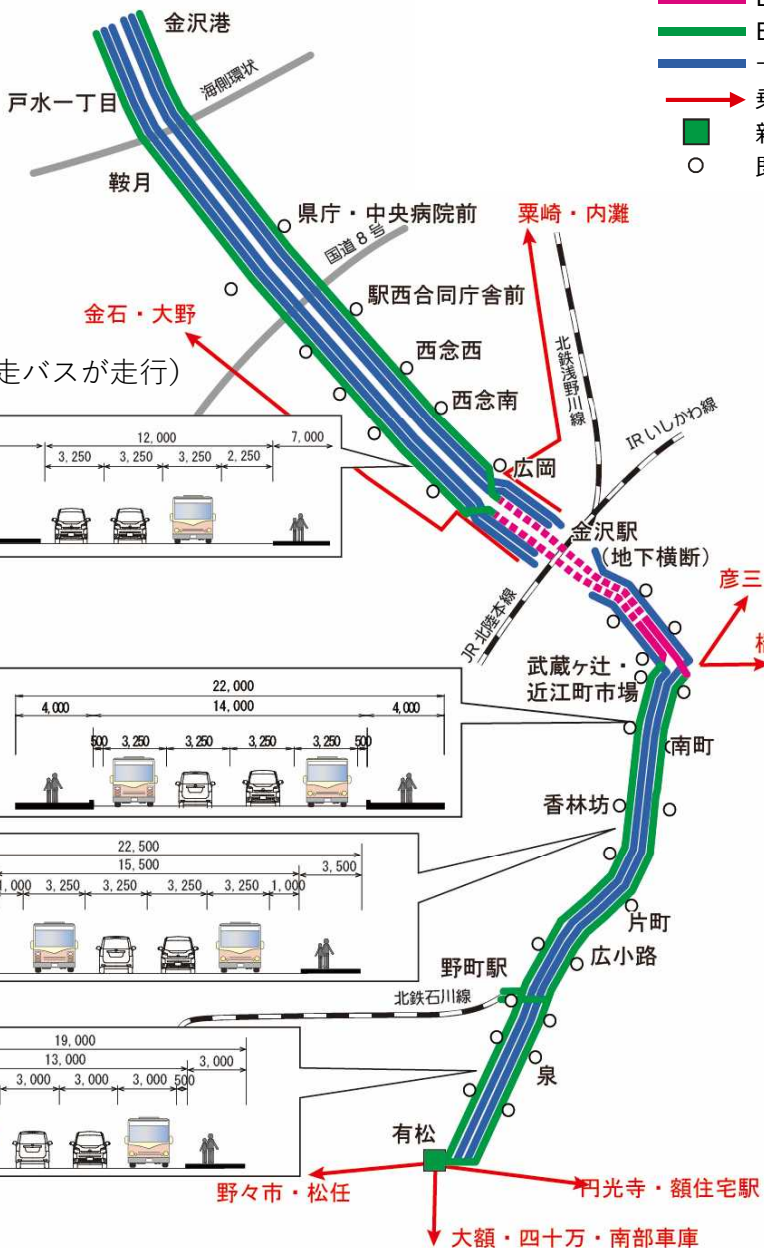 金沢港
海側環状
戸水一丁目
鞍月
県庁・中央病院前
国道8号
粟崎・内灘
駅西合同庁舎前
金石・大野
西念西
北鉄浅野川線
走バスが走行)
西念南
IRいしかわ線
12,000
7,000
3,250 3,250 3,250 2,250
広岡
金沢駅
(地下横断)
JR北陸本線
彦三
武蔵ヶ辻・
近江町市場
22,000
4,000 14,000 4,000
500 3,250 3,250 3,250 3,250 500
南町
香林坊
22,500
15,500 3,500
1,000 3,250 3,250 3,250 3,250 1,000
片町
広小路
野町駅
北鉄石川線
19,000
13,000 3,000
3,000 3,000 3,000 500
泉
有松
野々市・松任
円光寺・額住宅駅
大額・四十万・南部車庫